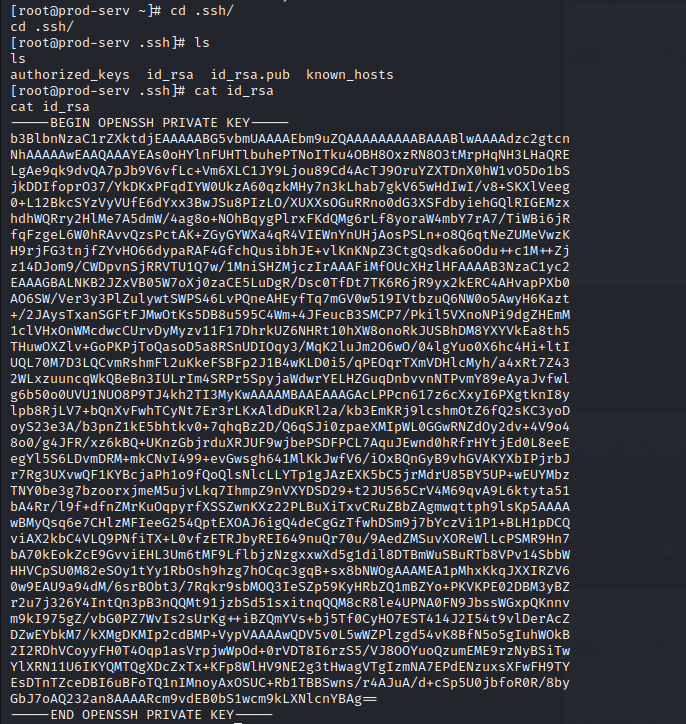 [root@prod-serv ~]# cd .ssh/
cd .ssh/
[root@prod-serv .ssh]# ls
ls
authorized_keys  id_rsa  id_rsa.pub  known_hosts
[root@prod-serv .ssh]# cat id_rsa
cat id_rsa
-----BEGIN OPENSSH PRIVATE KEY-----
b3BlbnNzaC1rZXktdjEAAAAABG5vbmUAAAAEbm9uZQAAAAAAAAABAAABlwAAAAdzc2gtcn
NhAAAAAwEAAQAAAYEAs0oHYlnFUHTlbuhePTNoITku4OBH8OxzRN8O3tMrpHqNH3LHaQRE
LgAe9qk9dvQA7pJb9V6vfLc+Vm6XLC1JY9Ljou89Cd4AcTJ9OruYZXTDnX0hW1vO5Do1bS
jkDDIfoprO37/YkDKxPFqdIYW0UkzA60qzkMHy7n3kLhab7gkV65wHdIwI/v8+SKXlVeeg
0+L12BkcSYzVyVUfE6dYxx3BwJSu8PIzLO/XUXXsOGuRRno0dG3XSFdbyiehGQlRIGEMzx
hdhWQRry2HlMe7A5dmW/4ag8o+NOhBqygPlrxFKdQMg6rLf8yoraW4mbY7rA7/TiWBi6jR
fqFzgeL6W0hRAvvQzsPctAK+ZGyGYWXa4qR4VIEWnYnUHjAosPSLn+o8Q6qtNeZUMeVwzK
H9rjFG3tnjfZYvHO66dypaRAF4GfchQusibhJE+vlKnKNpZ3CtgQsdka6oOdu++c1M++Zj
z14DJom9/CWDpvnSjRRVTU1Q7w/1MniSHZMjczIrAAAFiMfOUcXHzlHFAAAAB3NzaC1yc2
EAAAGBALNKB2JZxVB05W7oXj0zaCE5LuDgR/Dsc0TfDt7TK6R6jR9yx2kERC4AHvapPXb0
AO6SW/Ver3y3PlZulywtSWPS46LvPQneAHEyfTq7mGV0w519IVtbzuQ6NW0o5AwyH6Kazt
+/2JAysTxanSGFtFJMwOtKs5DB8u595C4Wm+4JFeucB3SMCP7/Pkil5VXnoNPi9dgZHEmM
1clVHxOnWMcdwcCUrvDyMyzv11F17DhrkUZ6NHRt10hXW8onoRkJUSBhDM8YXYVkEa8th5
THuwOXZlv+GoPKPjToQasoD5a8RSnUDIOqy3/MqK2luJm2O6wO/04lgYuo0X6hc4Hi+ltI
UQL70M7D3LQCvmRshmFl2uKkeFSBFp2J1B4wKLD0i5/qPEOqrTXmVDHlcMyh/a4xRt7Z43
2WLxzuuncqWkQBeBn3IULrIm4SRPr5SpyjaWdwrYELHZGuqDnbvvnNTPvmY89eAyaJvfwl
g6b50o0UVU1NUO8P9TJ4kh2TI3MyKwAAAAMBAAEAAAGAcLPPcn617z6cXxyI6PXgtknI8y
lpb8RjLV7+bQnXvFwhTCyNt7Er3rLKxAldDuKRl2a/kb3EmKRj9lcshmOtZ6fQ2sKC3yoD
oyS23e3A/b3pnZ1kE5bhtkv0+7qhqBz2D/Q6qSJi0zpaeXMIpWL0GGwRNZdOy2dv+4V9o4
8o0/g4JFR/xz6kBQ+UKnzGbjrduXRJUF9wjbePSDFPCL7AquJEwnd0hRfrHYtjEd0L8eeE
egYl5S6LDvmDRM+mkCNvI499+evGwsgh641MlKkJwfV6/iOxBQnGyB9vhGVAKYXbIPjrbJ
r7Rg3UXvwQF1KYBcjaPh1o9fQoQlsNlcLLYTp1gJAzEXK5bC5jrMdrU85BY5UP+wEUYMbz
TNY0be3g7bzoorxjmeM5ujvLkq7IhmpZ9nVXYDSD29+t2JU565CrV4M69qvA9L6ktyta51
bA4Rr/l9f+dfnZMrKuOqpyrfXSSZwnKXz22PLBuXiTxvCRuZBbZAgmwqttph9lsKp5AAAA
wBMyQsq6e7CHlzMFIeeG254QptEXOAJ6igQ4deCgGzTfwhDSm9j7bYczVi1P1+BLH1pDCQ
viAX2kbC4VLQ9PNfiTX+L0vfzETRJbyREI649nuQr70u/9AedZMSuvXOReWlLcPSMR9Hn7
bA70kEokZcE9GvviEHL3Um6tMF9LflbjzNzgxxwXd5g1dil8DTBmWuSBuRTb8VPv14SbbW
HHVCpSU0M82eSOy1tYy1RbOsh9hzg7hOCqc3gqB+sx8bNWOgAAAMEA1pMhxKkqJXXIRZV6
0w9EAU9a94dM/6srBObt3/7Rqkr9sbMOQ3IeSZp59KyHRbZQ1mBZYo+PKVKPE02DBM3yBZ
r2u7j326Y4IntQn3pB3nQQMt91jzbSd51sxitnqQQM8cR8le4UPNA0FN9JbssWGxpQKnnv
m9kI975gZ/vbG0PZ7WvIs2sUrKg++iBZQmYVs+bj5Tf0CyHO7EST414J2I54t9vlDerAcZ
DZwEYbkM7/kXMgDKMIp2cdBMP+VypVAAAAwQDV5v0L5wWZPlzgd54vK8BfN5o5gIuhWOkB
2I2RDhVCoyyFH0T4Oqp1asVrpjwWpOd+0rVDT8I6rzS5/VJ8OOYuoQzumEME9rzNyBSiTw
YlXRN11U6IKYQMTQgXDcZxTx+KFp8WlHV9NE2g3tHwagVTgIzmNA7EPdENzuxsXFwFH9TY
EsDTnTZceDBI6uBFoTQ1nIMnoyAxOSUC+Rb1TBBSwns/r4AJuA/d+cSp5U0jbfoR0R/8by
GbJ7oAQ232an8AAAARcm9vdEB0bS1wcm9kLXNlcnYBAg==
-----END OPENSSH PRIVATE KEY-----